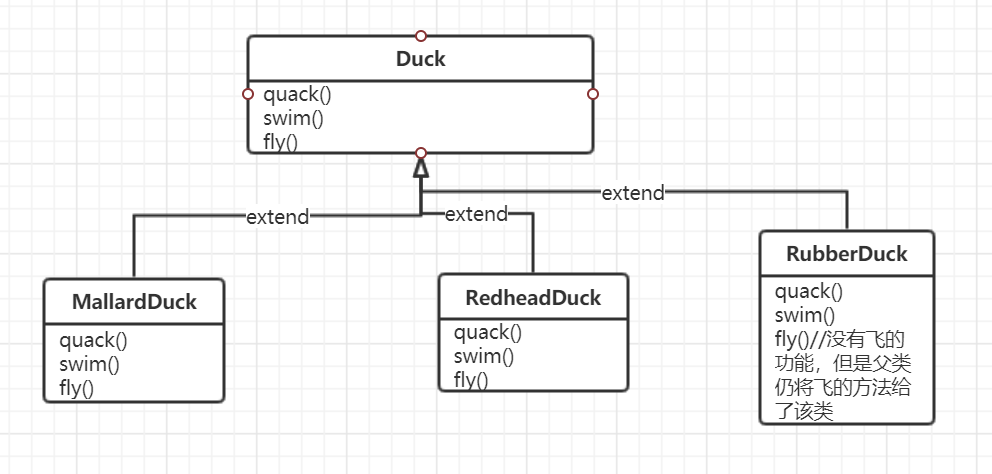 Duck
quack()
swim()
fly()
extend
extend
extend
MallardDuck
quack()
swim()
fly()
RedheadDuck
quack()
swim()
fly()
RubberDuck
quack()
swim()
fly()//没有飞的
功能，但是父类
仍将飞的方法给
了该类